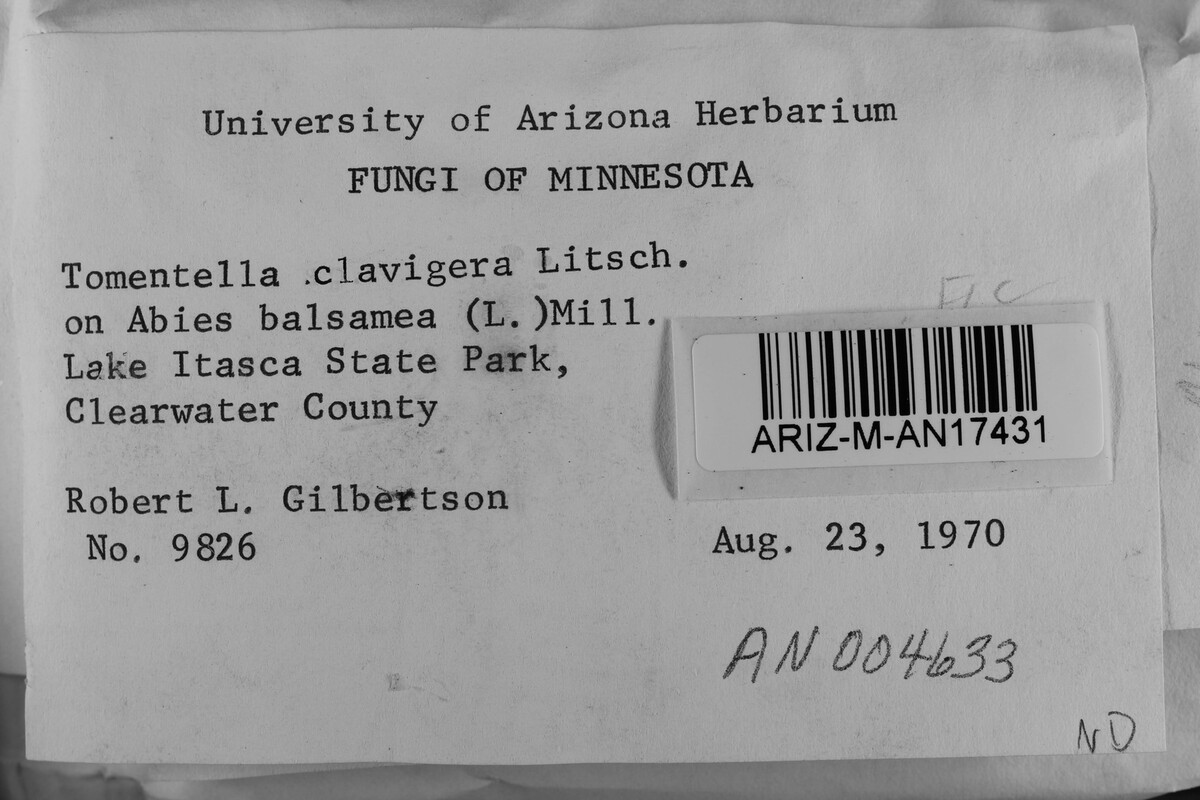 University of Arizona Herbarium
FUNGI OF MINNESOTA
Tomentella .clavigera Litsch.
on Abies balsamea (L.)Mill.
Lake Itasca State Park,
Clearwater County
ARIZ-M-AN17431
Robert L. Gilbertson
No. 9826
Aug. 23, 1970
AN 004633
ND